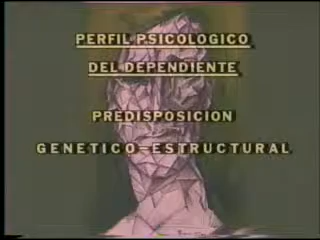 PERFIL PSICOLOGICO
DEL DEPENDIENTE
PREDISPOSICION
GENETICO-ESTRUCTURAL